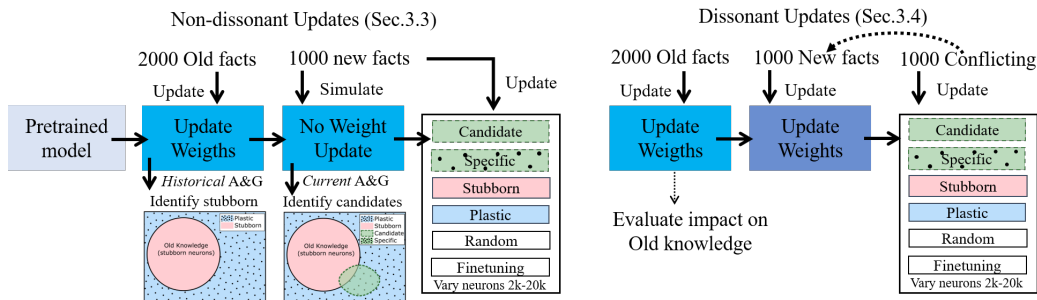 Non-dissonant Updates (Sec.3.3)
2000 Old facts
1000 new facts
Update
Simulate
Update
Pretrained
model
Update
Weigths
No Weight
Update
Historical A&G
Identify stubborn
Current A&G
Identify candidates
Plastic
Stubborn
Old Knowledge
(stubborn neurons)
Plastic
Stubborn
Candidate
Specific
Old Knowledge
(stubborn neurons)
Candidate
Specific
Stubborn
Plastic
Random
Finetuning
Vary neurons 2k-20k
Dissonant Updates (Sec.3.4)
2000 Old facts
1000 New facts
1000 Conflicting
Update
Update
Update
Update
Weigths
Update
Weights
Evaluate impact on
Old knowledge
Candidate
Specific
Stubborn
Plastic
Random
Finetuning
Vary neurons 2k-20k